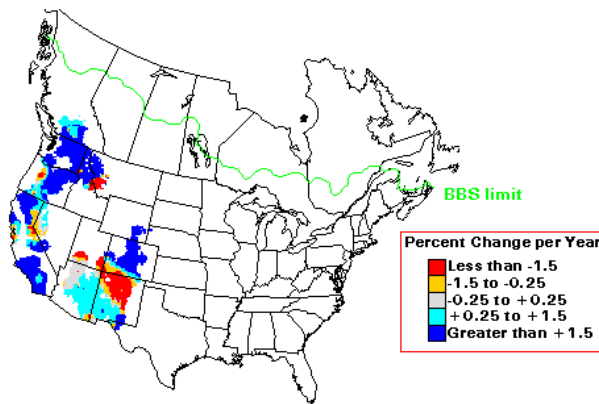 BBS limit
Percent Change per Year
Less than -1.5
-1.5 to -0.25
-0.25 to +0.25
+0.25 to +1.5
Greater than +1.5